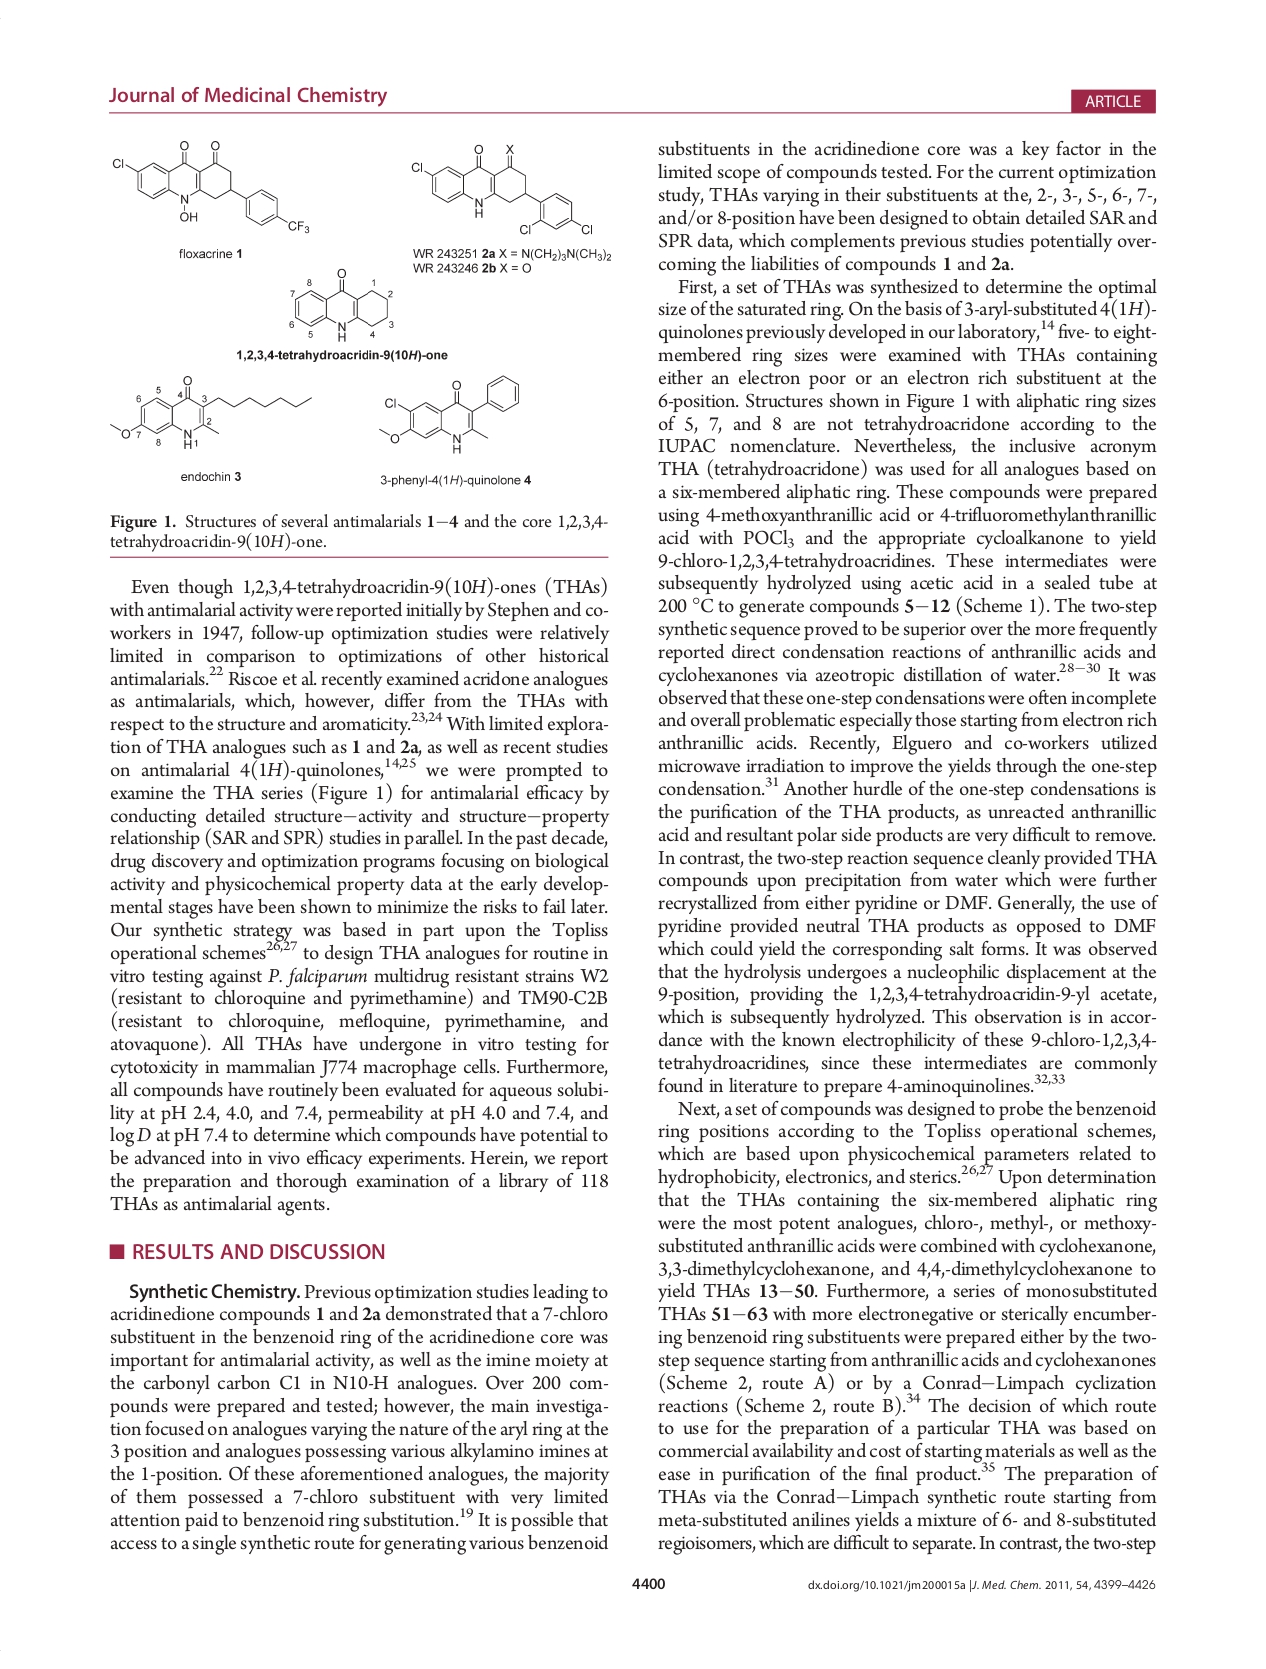 Journal of Medicinal Chemistry
ARTICLE
O
O
Cl
N
OH
CF3
floxacrine 1
O
X
Cl
N
H
Cl
Cl
WR 243251 2a X = N(CH2)3N(CH3)2
WR 243246 2b X = O
O
8
1
7
2
6
3
5
N
H
4
1,2,3,4-tetrahydroacridin-9(10H)-one
O
5
4
6
3
2
O
7
8
N
H1
endochin 3
O
Cl
O
N
H
3-phenyl-4(1H)-quinolone 4
Figure 1. Structures of several antimalarials 1−4 and the core 1,2,3,4-
tetrahydroacridin-9(10H)-one.
Even though 1,2,3,4-tetrahydroacridin-9(10H)-ones (THAs)
with antimalarial activity were reported initially by Stephen and co-
workers in 1947, follow-up optimization studies were relatively
limited in comparison to optimizations of other historical
antimalarials.22 Riscoe et al. recently examined acridone analogues
as antimalarials, which, however, differ from the THAs with
respect to the structure and aromaticity.23,24 With limited explora-
tion of THA analogues such as 1 and 2a, as well as recent studies
on antimalarial 4(1H)-quinolones,14,25 we were prompted to
examine the THA series (Figure 1) for antimalarial efficacy by
conducting detailed structure−activity and structure−property
relationship (SAR and SPR) studies in parallel. In the past decade,
drug discovery and optimization programs focusing on biological
activity and physicochemical property data at the early develop-
mental stages have been shown to minimize the risks to fail later.
Our synthetic strategy was based in part upon the Topliss
operational schemes26,27 to design THA analogues for routine in
vitro testing against P. falciparum multidrug resistant strains W2
(resistant to chloroquine and pyrimethamine) and TM90-C2B
(resistant to chloroquine, mefloquine, pyrimethamine, and
atovaquone). All THAs have undergone in vitro testing for
cytotoxicity in mammalian J774 macrophage cells. Furthermore,
all compounds have routinely been evaluated for aqueous solubi-
lity at pH 2.4, 4.0, and 7.4, permeability at pH 4.0 and 7.4, and
log D at pH 7.4 to determine which compounds have potential to
be advanced into in vivo efficacy experiments. Herein, we report
the preparation and thorough examination of a library of 118
THAs as antimalarial agents.
■ RESULTS AND DISCUSSION
Synthetic Chemistry. Previous optimization studies leading to
acridinedione compounds 1 and 2a demonstrated that a 7-chloro
substituent in the benzenoid ring of the acridinedione core was
important for antimalarial activity, as well as the imine moiety at
the carbonyl carbon C1 in N10-H analogues. Over 200 com-
pounds were prepared and tested; however, the main investiga-
tion focused on analogues varying the nature of the aryl ring at the
3 position and analogues possessing various alkylamino imines at
the 1-position. Of these aforementioned analogues, the majority
of them possessed a 7-chloro substituent with very limited
attention paid to benzenoid ring substitution.19 It is possible that
access to a single synthetic route for generating various benzenoid
substituents in the acridinedione core was a key factor in the
limited scope of compounds tested. For the current optimization
study, THAs varying in their substituents at the, 2-, 3-, 5-, 6-, 7-,
and/or 8-position have been designed to obtain detailed SAR and
SPR data, which complements previous studies potentially over-
coming the liabilities of compounds 1 and 2a.
First, a set of THAs was synthesized to determine the optimal
size of the saturated ring. On the basis of 3-aryl-substituted 4(1H)-
quinolones previously developed in our laboratory,14 five- to eight-
membered ring sizes were examined with THAs containing
either an electron poor or an electron rich substituent at the
6-position. Structures shown in Figure 1 with aliphatic ring sizes
of 5, 7, and 8 are not tetrahydroacridone according to the
IUPAC nomenclature. Nevertheless, the inclusive acronym
THA (tetrahydroacridone) was used for all analogues based on
a six-membered aliphatic ring. These compounds were prepared
using 4-methoxyanthranillic acid or 4-trifluoromethylanthranillic
acid with POCl3 and the appropriate cycloalkanone to yield
9-chloro-1,2,3,4-tetrahydroacridines. These intermediates were
subsequently hydrolyzed using acetic acid in a sealed tube at
200 °C to generate compounds 5−12 (Scheme 1). The two-step
synthetic sequence proved to be superior over the more frequently
reported direct condensation reactions of anthranillic acids and
cyclohexanones via azeotropic distillation of water.28−30 It was
observed that these one-step condensations were often incomplete
and overall problematic especially those starting from electron rich
anthranillic acids. Recently, Elguero and co-workers utilized
microwave irradiation to improve the yields through the one-step
condensation.31 Another hurdle of the one-step condensations is
the purification of the THA products, as unreacted anthranillic
acid and resultant polar side products are very difficult to remove.
In contrast, the two-step reaction sequence cleanly provided THA
compounds upon precipitation from water which were further
recrystallized from either pyridine or DMF. Generally, the use of
pyridine provided neutral THA products as opposed to DMF
which could yield the corresponding salt forms. It was observed
that the hydrolysis undergoes a nucleophilic displacement at the
9-position, providing the 1,2,3,4-tetrahydroacridin-9-yl acetate,
which is subsequently hydrolyzed. This observation is in accor-
dance with the known electrophilicity of these 9-chloro-1,2,3,4-
tetrahydroacridines, since these intermediates are commonly
found in literature to prepare 4-aminoquinolines.32,33
Next, a set of compounds was designed to probe the benzenoid
ring positions according to the Topliss operational schemes,
which are based upon physicochemical parameters related to
hydrophobicity, electronics, and sterics.26,27 Upon determination
that the THAs containing the six-membered aliphatic ring
were the most potent analogues, chloro-, methyl-, or methoxy-
substituted anthranillic acids were combined with cyclohexanone,
3,3-dimethylcyclohexanone, and 4,4,-dimethylcyclohexanone to
yield THAs 13−50. Furthermore, a series of monosubstituted
THAs 51−63 with more electronegative or sterically encumber-
ing benzenoid ring substituents were prepared either by the two-
step sequence starting from anthranillic acids and cyclohexanones
(Scheme 2, route A) or by a Conrad−Limpach cyclization
reactions (Scheme 2, route B).34 The decision of which route
to use for the preparation of a particular THA was based on
commercial availability and cost of starting materials as well as the
ease in purification of the final product.35 The preparation of
THAs via the Conrad−Limpach synthetic route starting from
meta-substituted anilines yields a mixture of 6- and 8-substituted
regioisomers, which are difficult to separate. In contrast, the two-step
4400
dx.doi.org/10.1021/jm200015a |J. Med. Chem. 2011, 54, 4399–4426